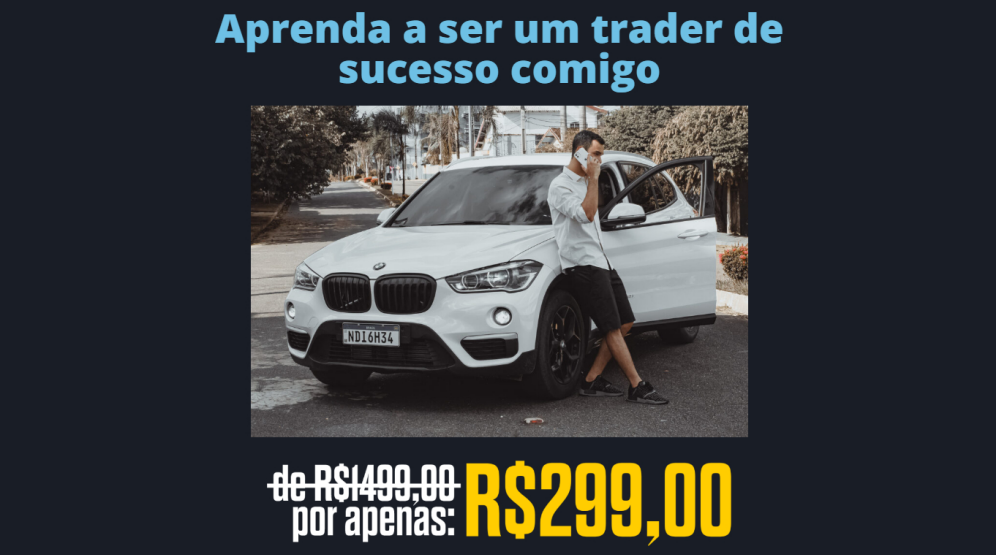 Aprenda a ser um trader de
sucesso comigo
NDI6H34
de R$1499,00
por apenas: R$299,00